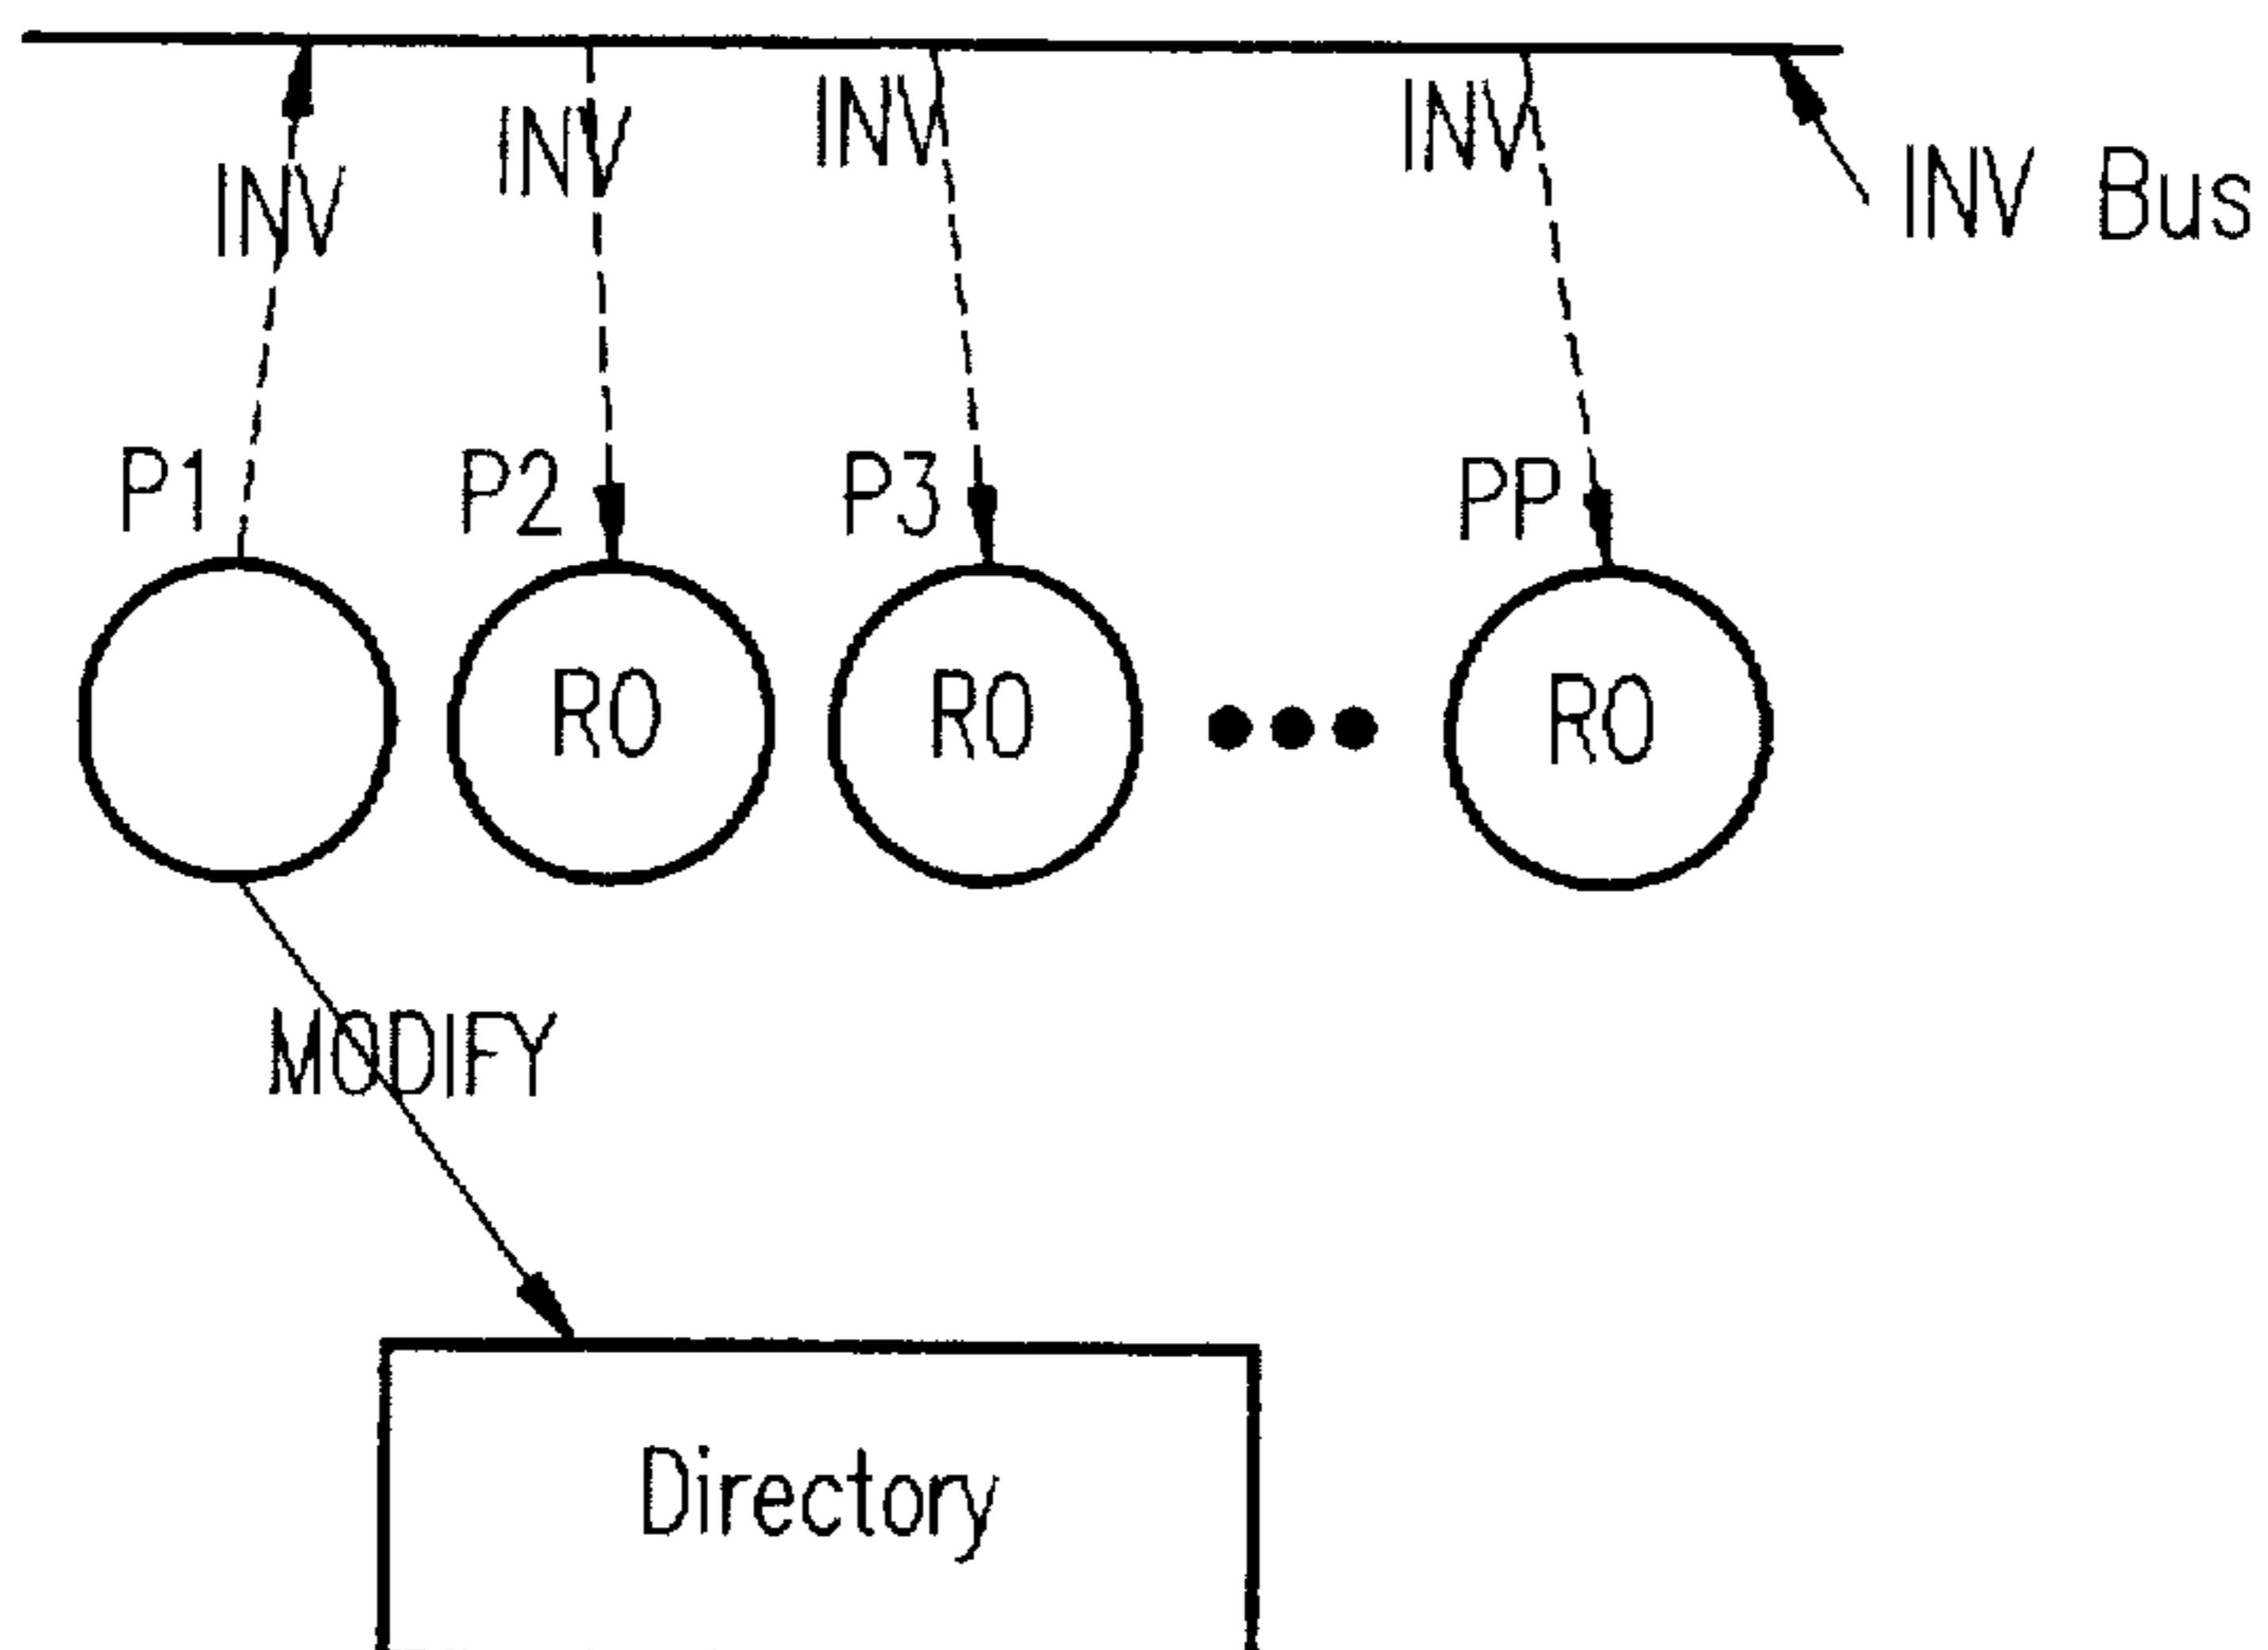 INV INV INV INV INV Bus
P1 P2 P3 PP
RO RO RO
MODIFY
Directory